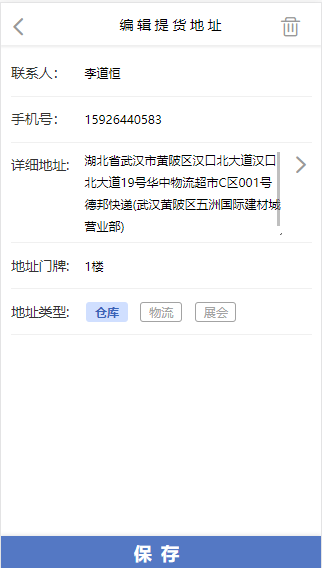 编辑提货地址
联系人： 李道恒
手机号： 15926440583
详细地址: 湖北省武汉市黄陂区汉口北大道汉口
北大道19号华中物流超市C区001号
德邦快递(武汉黄陂区五洲国际建材城
营业部)
地址门牌: 1楼
地址类型: 仓库 物流 展会
保存